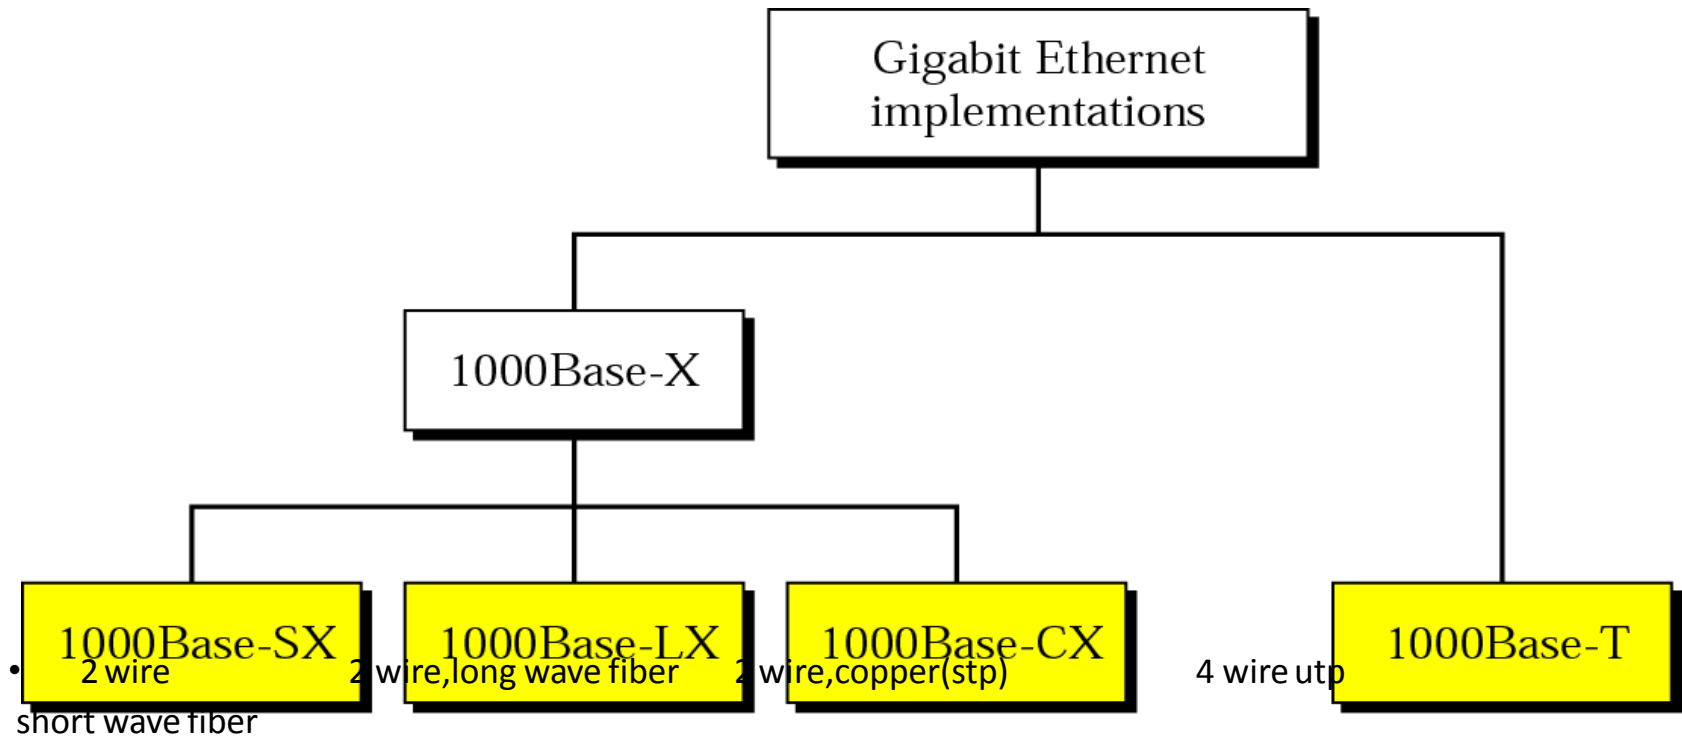 Gigabit Ethernet
implementations
1000Base-X
1000Base-SX 1000Base-LX 1000Base-CX 1000Base-T
• 2 wire 2 wire,long wave fiber 2 wire,copper(stp) 4 wire utp
short wave fiber